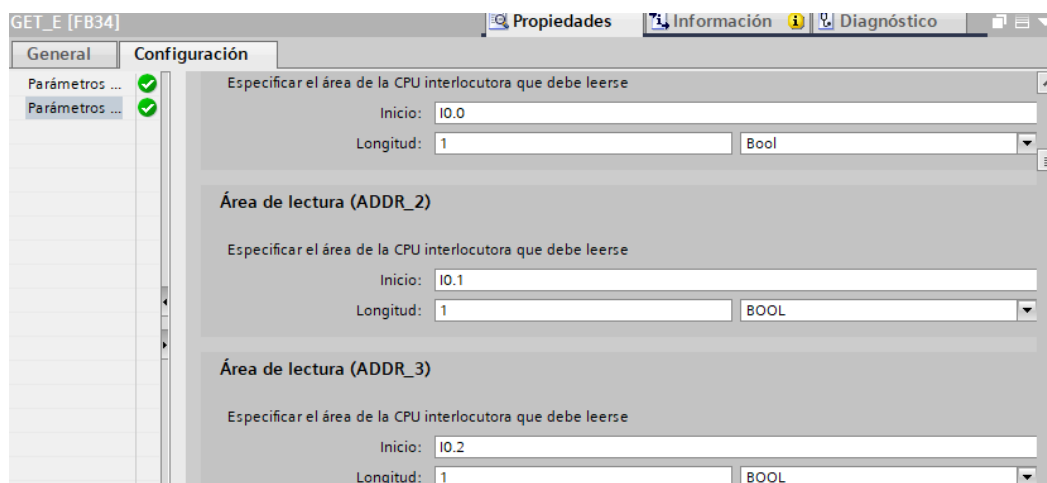 GET_E [FB34]
Propiedades
Información
Diagnóstico
General
Configuración
Parámetros ...
Parámetros ...
Especificar el área de la CPU interlocutora que debe leerse
Inicio: I0.0
Longitud: 1 Bool
Área de lectura (ADDR_2)
Especificar el área de la CPU interlocutora que debe leerse
Inicio: I0.1
Longitud: 1 BOOL
Área de lectura (ADDR_3)
Especificar el área de la CPU interlocutora que debe leerse
Inicio: I0.2
Longitud: 1 BOOL